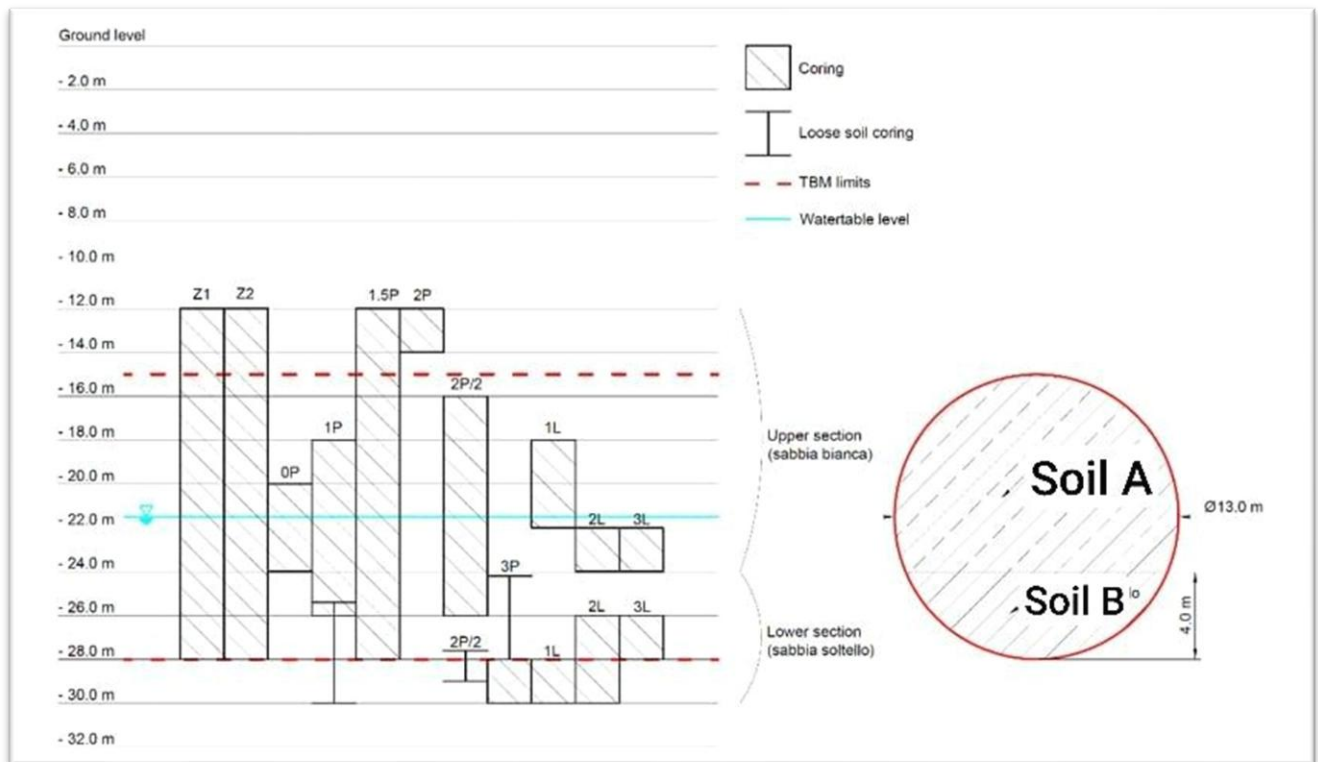 Ground level
- 2.0 m
- 4.0 m
- 6.0 m
- 8.0 m
- 10.0 m
- 12.0 m
- 14.0 m
- 16.0 m
- 18.0 m
- 20.0 m
- 22.0 m
- 24.0 m
- 26.0 m
- 28.0 m
- 30.0 m
- 32.0 m
Z1 Z2 1.5P 2P
2P/2
1P 1L
0P
2L 3L
3P
2L 3L
2P/2 1L
Coring
Loose soil coring
TBM limits
Watertable level
Upper section
(sabbia bianca)
Lower section
(sabbia soltello)
Soil A
Soil B lo
Ø13.0 m
4.0 m